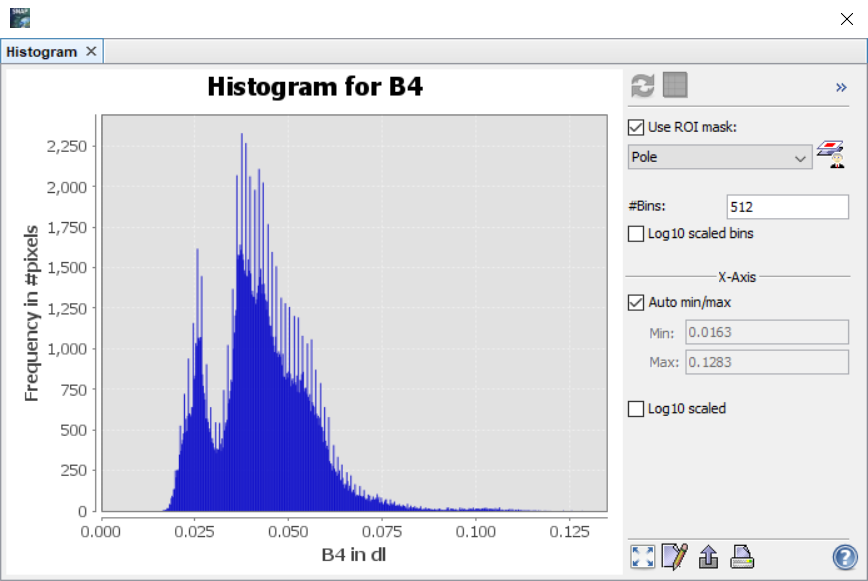 SNAP
Histogram
Histogram for B4
Frequency in #pixels
2,250
2,000
1,750
1,500
1,250
1,000
750
500
250
0
0.000 0.025 0.050 0.075 0.100 0.125
B4 in dl
»
Use ROI mask:
Pole
#Bins: 512
Log10 scaled bins
X-Axis
Auto min/max
Min: 0.0163
Max: 0.1283
Log10 scaled
?